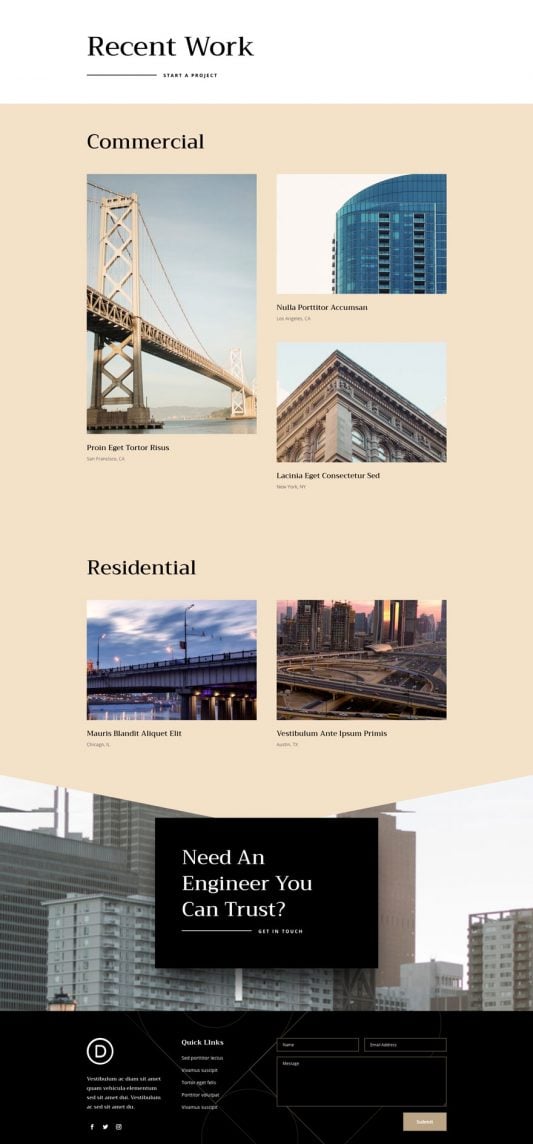 Recent Work
START A PROJECT
Commercial
Nulla Porttitor Accumsan
Los Angeles, CA
Proin Eget Tortor Risus
San Francisco, CA
Lacinia Eget Consectetur Sed
New York, NY
Residential
Mauris Blandit Aliquet Elit
Chicago, IL
Vestibulum Ante Ipsum Primis
Austin, TX
Need An
Engineer You
Can Trust?
GET IN TOUCH
D
Vestibulum ac diam sit amet
quam vehicula elementum
sed sit amet dui. Vestibulum
ac sed sit amet du.
Quick Links
Sed porttitor lectus
Vivamus suscipit
Tortor eget felis
Porttitor volutpat
Vivamus suscipit
Name
Email Address
Message
Submit